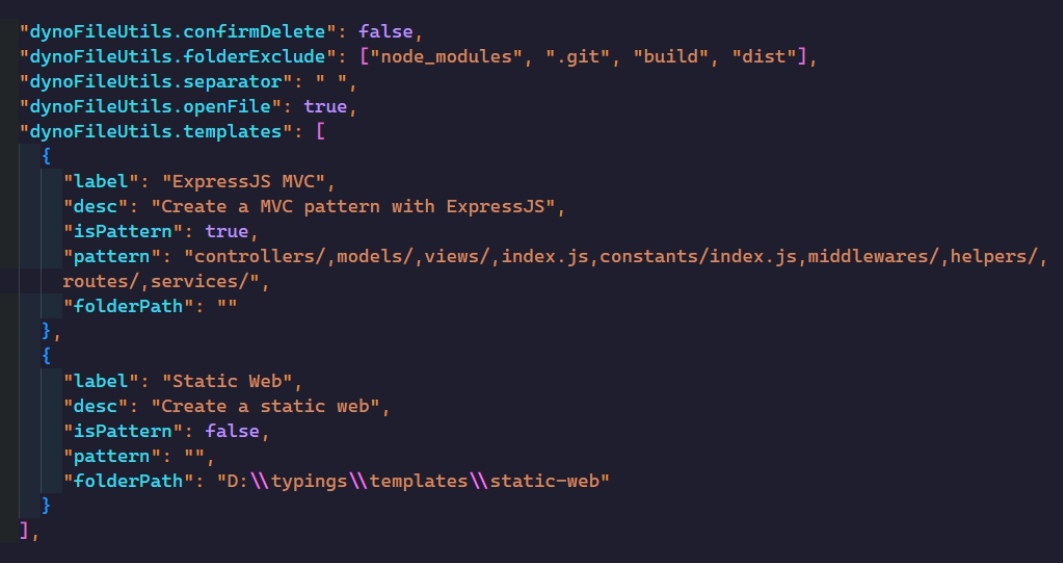 "dynoFileUtils.confirmDelete": false,
"dynoFileUtils.folderExclude": ["node_modules", ".git", "build", "dist"],
"dynoFileUtils.separator": " ",
"dynoFileUtils.openFile": true,
"dynoFileUtils.templates": [
  {
    "label": "ExpressJS MVC",
    "desc": "Create a MVC pattern with ExpressJS",
    "isPattern": true,
    "pattern": "controllers/,models/,views/,index.js,constants/index.js,middlewares/,helpers/,
    routes/,services/",
    "folderPath": ""
  },
  {
    "label": "Static Web",
    "desc": "Create a static web",
    "isPattern": false,
    "pattern": "",
    "folderPath": "D:\\typings\\templates\\static-web"
  }
],